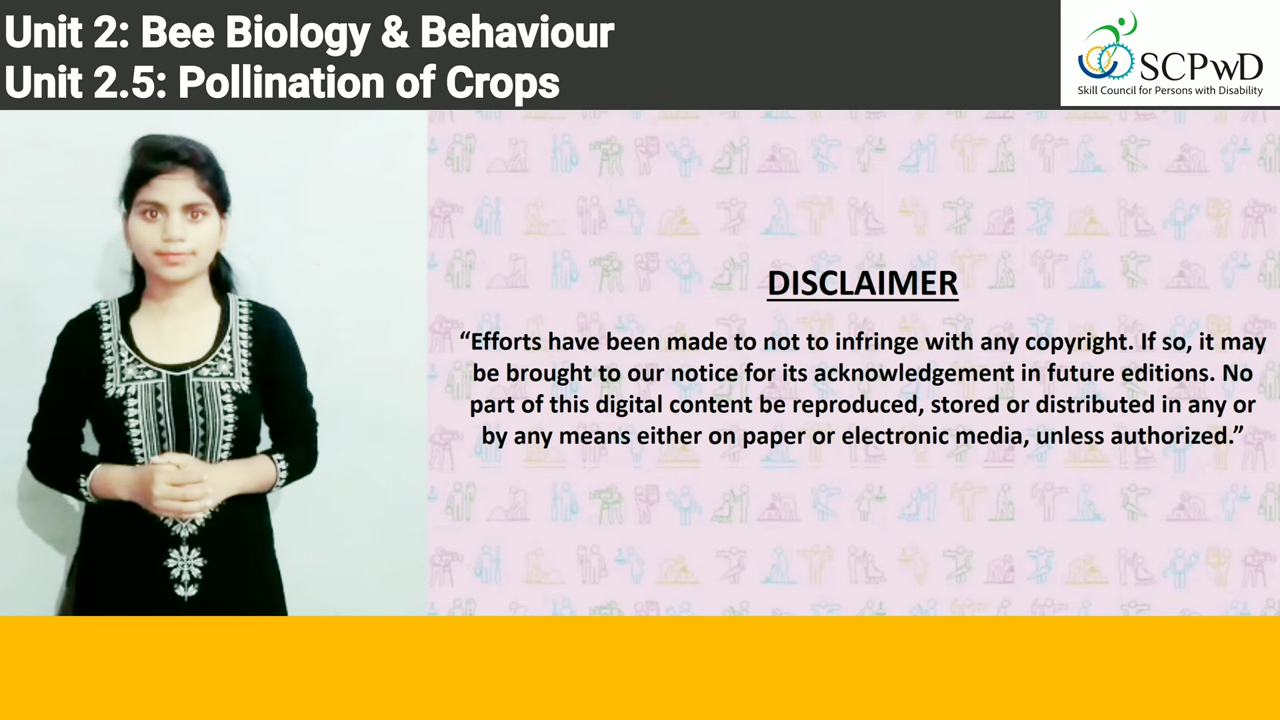 Unit 2: Bee Biology & Behaviour
Unit 2.5: Pollination of Crops
SCPwD
Skill Council for Persons with Disability
DISCLAIMER
“Efforts have been made to not to infringe with any copyright. If so, it may
be brought to our notice for its acknowledgement in future editions. No
part of this digital content be reproduced, stored or distributed in any or
by any means either on paper or electronic media, unless authorized.”